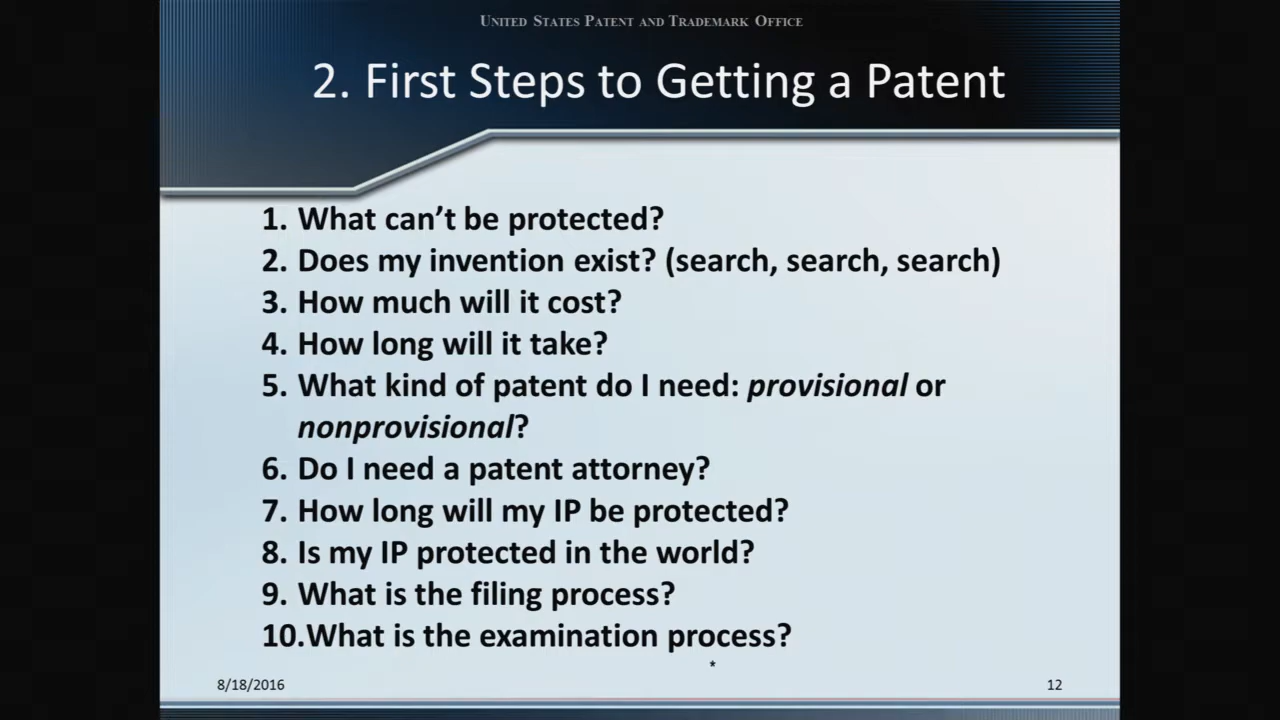 UNITED STATES PATENT AND TRADEMARK OFFICE
2. First Steps to Getting a Patent
1. What can’t be protected?
2. Does my invention exist? (search, search, search)
3. How much will it cost?
4. How long will it take?
5. What kind of patent do I need: provisional or
nonprovisional?
6. Do I need a patent attorney?
7. How long will my IP be protected?
8. Is my IP protected in the world?
9. What is the filing process?
10.What is the examination process?
*
8/18/2016
12